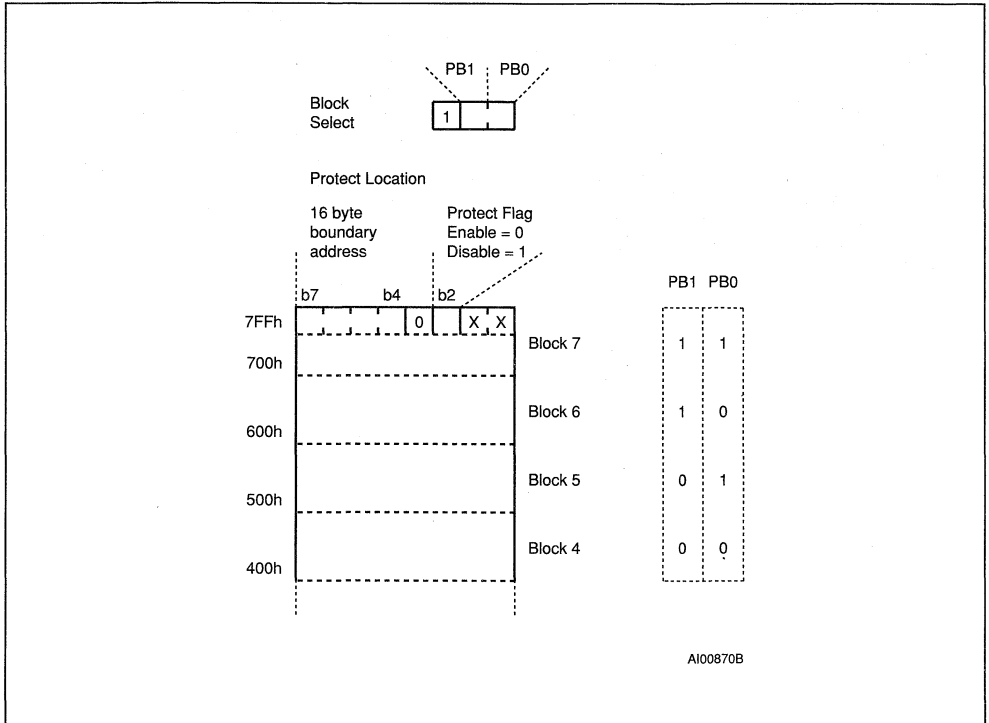 PB1 PB0
Block
Select
1
Protect Location
16 byte
boundary
address
Protect Flag
Enable = 0
Disable = 1
PB1 PB0
b7 b4 b2
7FFh
0 X X
Block 7 1 1
700h
Block 6 1 0
600h
Block 5 0 1
500h
Block 4 0 0
400h
AI00870B